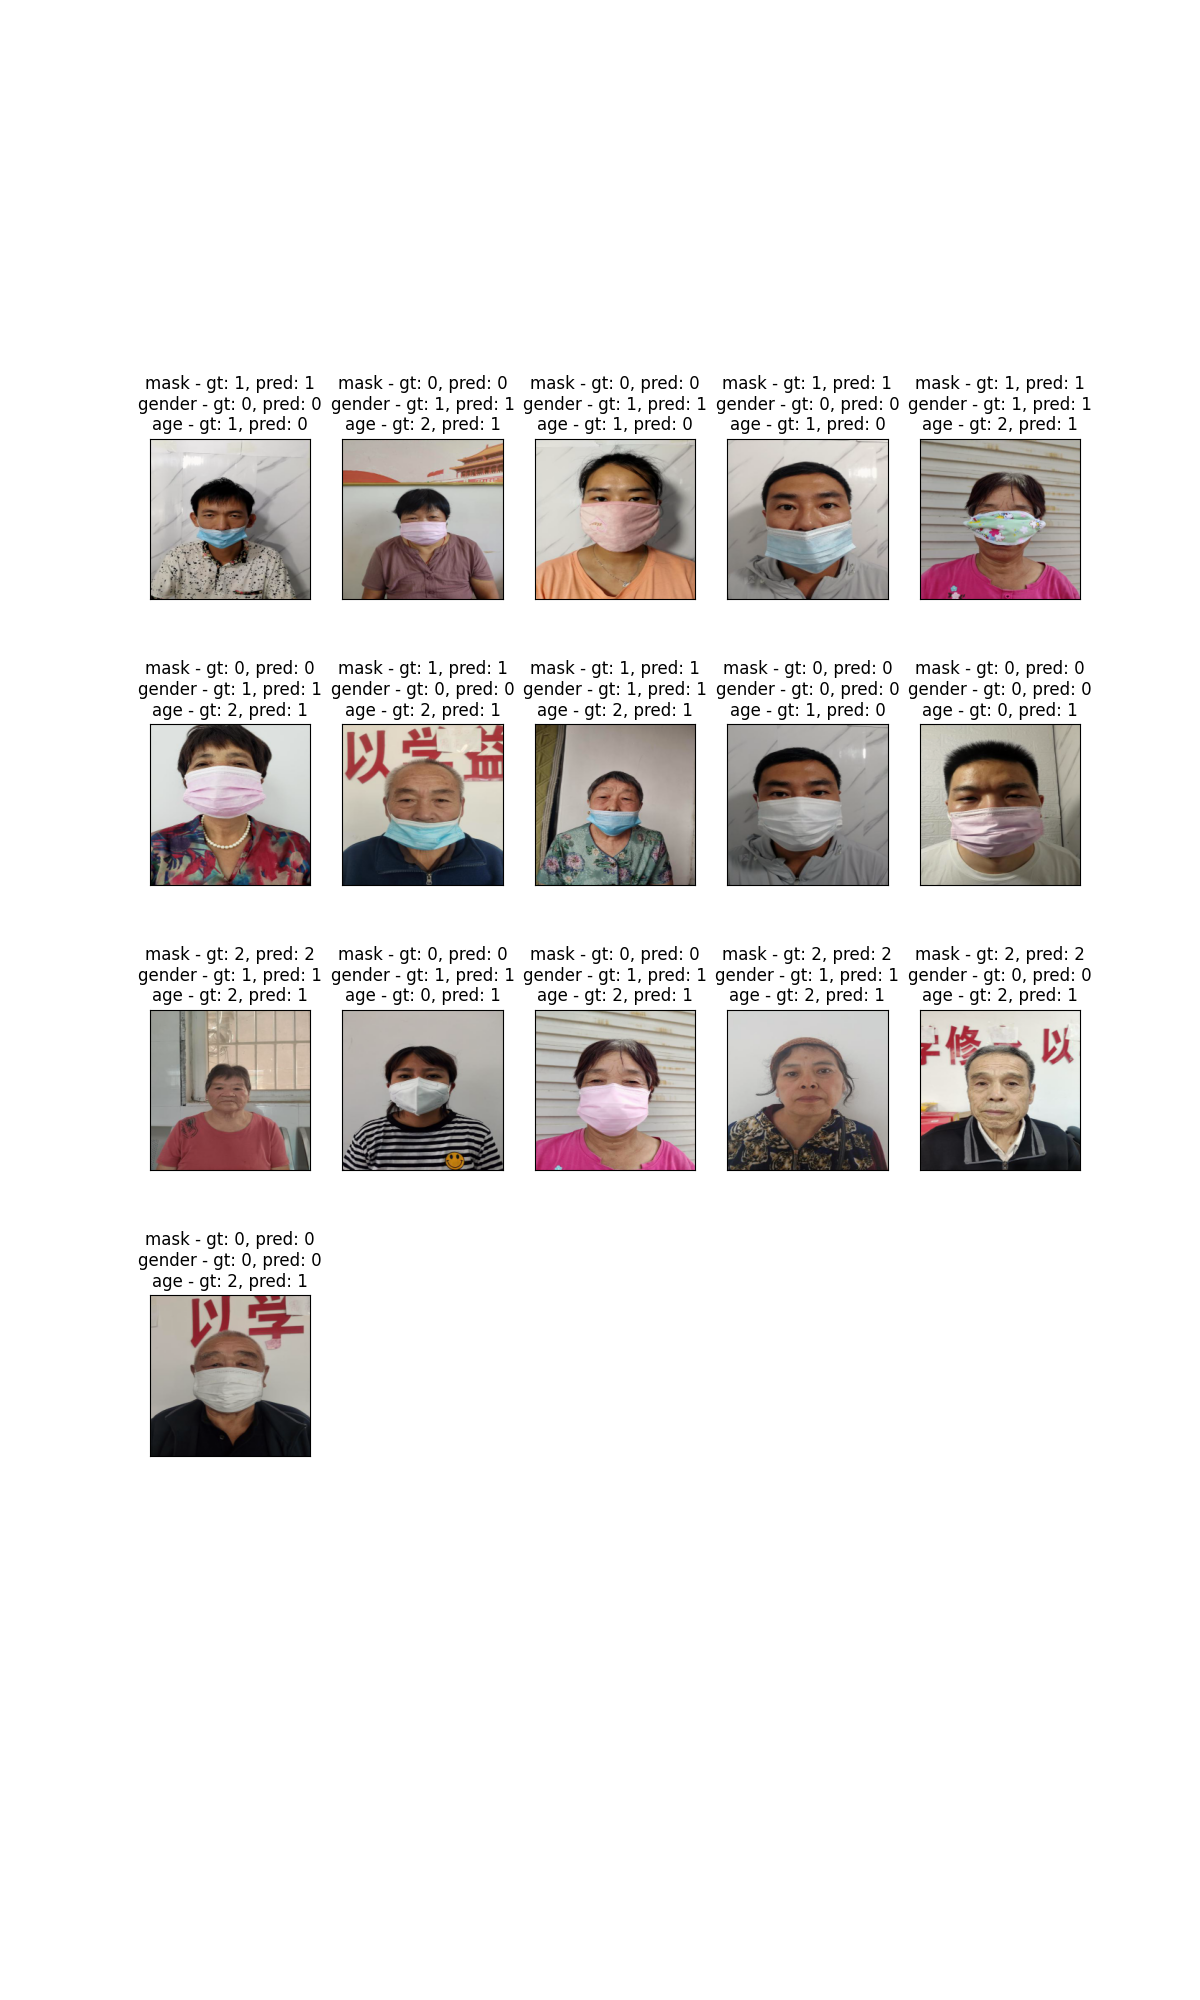 mask - gt: 1, pred: 1
gender - gt: 0, pred: 0
age - gt: 1, pred: 0
mask - gt: 0, pred: 0
gender - gt: 1, pred: 1
age - gt: 2, pred: 1
mask - gt: 0, pred: 0
gender - gt: 1, pred: 1
age - gt: 1, pred: 0
mask - gt: 1, pred: 1
gender - gt: 0, pred: 0
age - gt: 1, pred: 0
mask - gt: 1, pred: 1
gender - gt: 1, pred: 1
age - gt: 2, pred: 1
mask - gt: 0, pred: 0
gender - gt: 1, pred: 1
age - gt: 2, pred: 1
mask - gt: 1, pred: 1
gender - gt: 0, pred: 0
age - gt: 2, pred: 1
以学益
mask - gt: 1, pred: 1
gender - gt: 1, pred: 1
age - gt: 2, pred: 1
mask - gt: 0, pred: 0
gender - gt: 0, pred: 0
age - gt: 1, pred: 0
mask - gt: 0, pred: 0
gender - gt: 0, pred: 0
age - gt: 0, pred: 1
mask - gt: 2, pred: 2
gender - gt: 1, pred: 1
age - gt: 2, pred: 1
mask - gt: 0, pred: 0
gender - gt: 1, pred: 1
age - gt: 0, pred: 1
mask - gt: 0, pred: 0
gender - gt: 1, pred: 1
age - gt: 2, pred: 1
mask - gt: 2, pred: 2
gender - gt: 1, pred: 1
age - gt: 2, pred: 1
mask - gt: 2, pred: 2
gender - gt: 0, pred: 0
age - gt: 2, pred: 1
修 以
mask - gt: 0, pred: 0
gender - gt: 0, pred: 0
age - gt: 2, pred: 1
以学